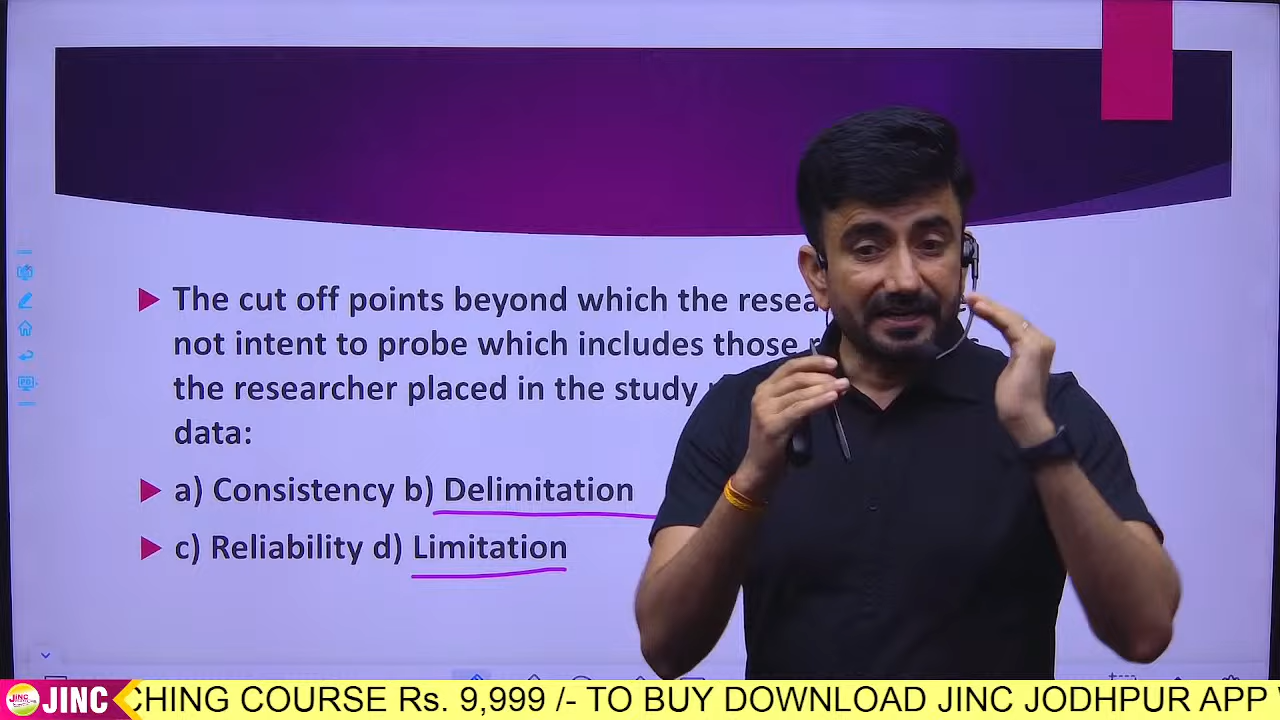 The cut off points beyond which the
not intent to probe which includes those
the researcher placed in the study
data:
a) Consistency b) Delimitation
c) Reliability d) Limitation
JINC
CHING COURSE Rs. 9,999 /- TO BUY DOWNLOAD JINC JODHPUR APP